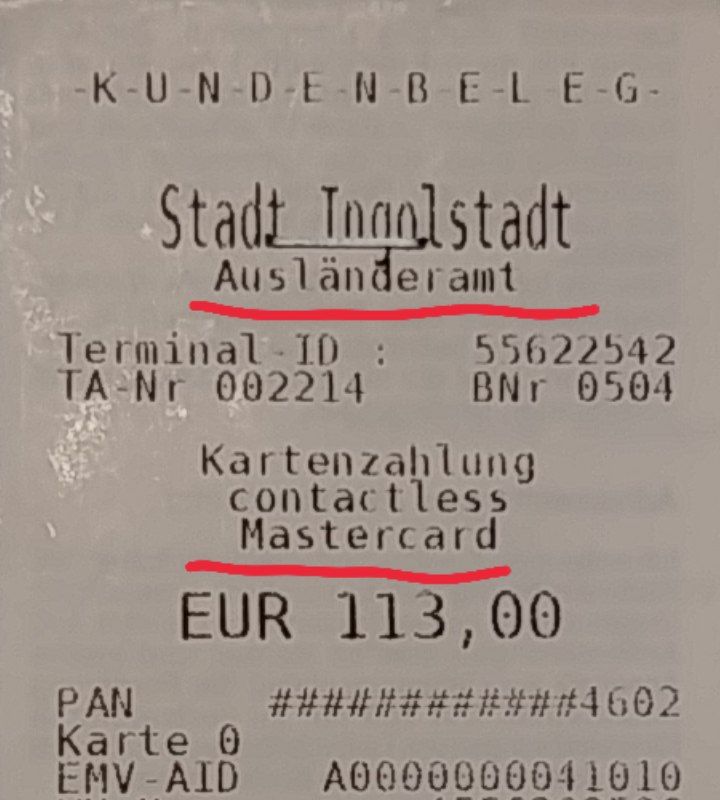 -K-U-N-D-E-N-B-E-L E-G-
Stadt Ingolstadt
Ausländeramt
Terminal-ID : 55622542
TA-Nr 002214 BNr 0504
Kartenzahlung
contactless
Mastercard
EUR 113,00
PAN ############4602
Karte 0
EMV-AID A0000000041010